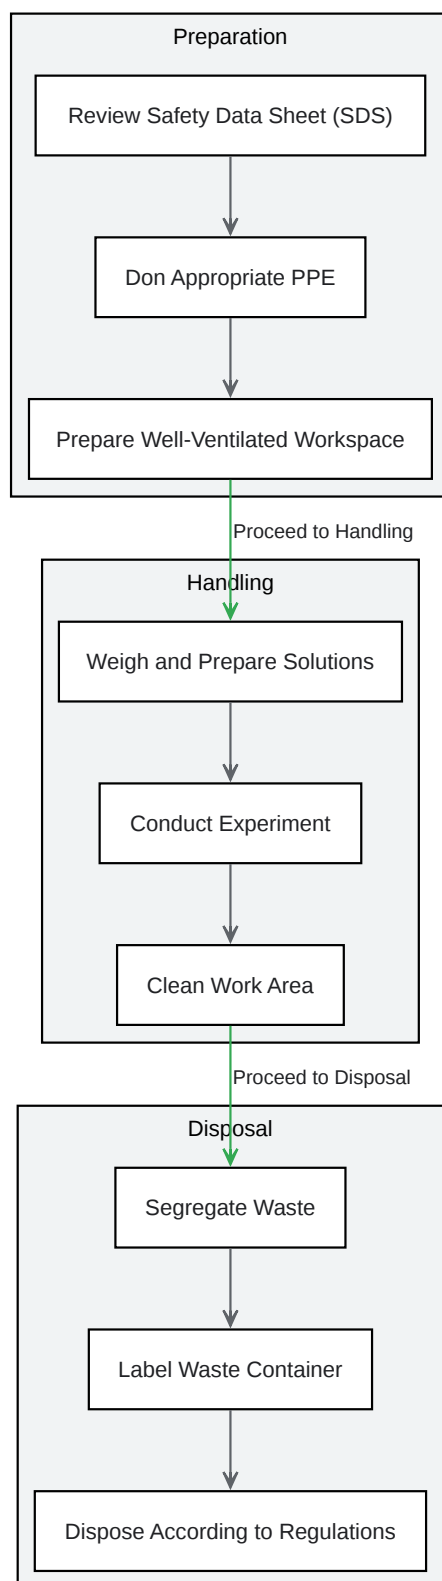 Preparation
Review Safety Data Sheet (SDS)
Don Appropriate PPE
Prepare Well-Ventilated Workspace
Proceed to Handling
Handling
Weigh and Prepare Solutions
Conduct Experiment
Clean Work Area
Proceed to Disposal
Disposal
Segregate Waste
Label Waste Container
Dispose According to Regulations